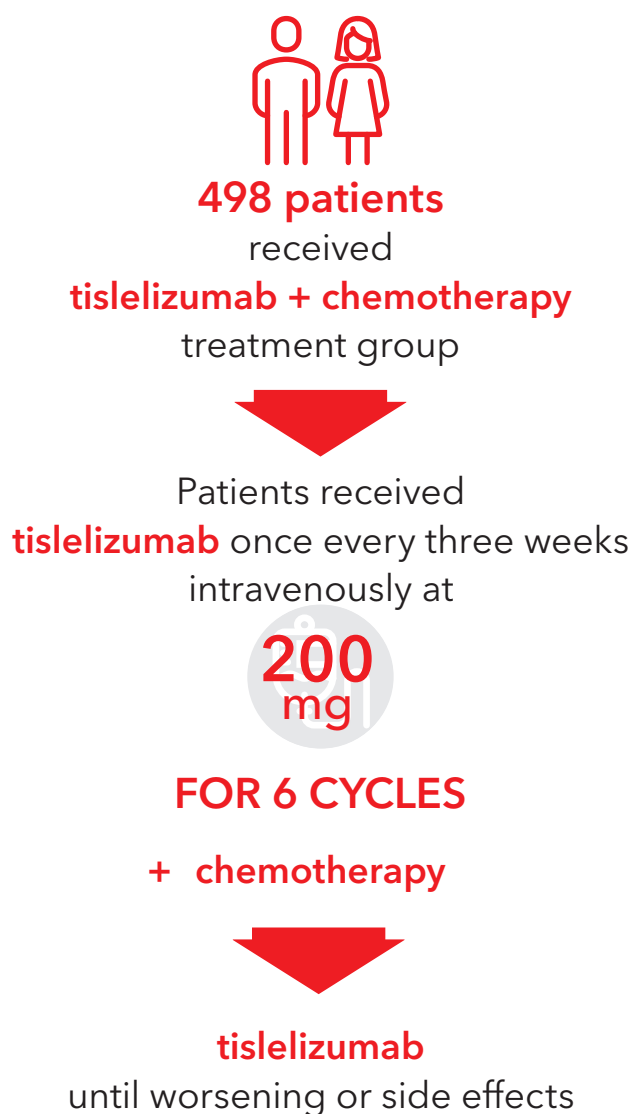 498 patients
received
tislelizumab + chemotherapy
treatment group
Patients received
tislelizumab once every three weeks
intravenously at
200
mg
FOR 6 CYCLES
+ chemotherapy
tislelizumab
until worsening or side effects